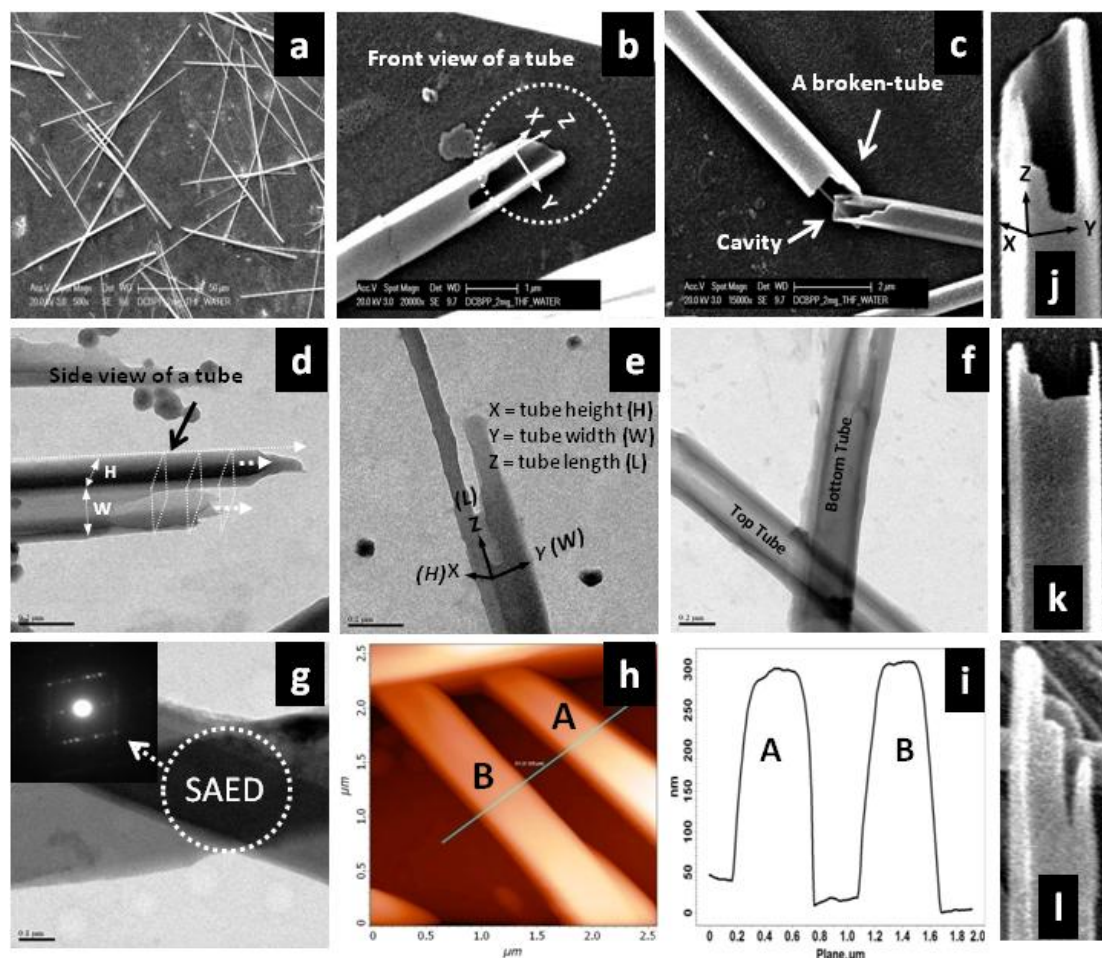 a
Acc.V Spot Magn Det WD 50 µm
20.0 kV 3.0 500x SE 9.6 DCBPP_2mg_THF_WATER
b
Front view of a tube
X
Z
Y
Acc.V Spot Magn Det WD 1 µm
20.0 kV 3.0 20000x SE 9.7 DCBPP_2mg_THF_WATER
c
A broken-tube
Cavity
Acc.V Spot Magn Det WD 2 µm
20.0 kV 3.0 15000x SE 9.7 DCBPP_2mg_THF_WATER
Z
X
Y
j
d
Side view of a tube
H
W
0.2 µm
e
X = tube height (H)
Y = tube width (W)
Z = tube length (L)
(L)
Z
Y (W)
(H) X
0.2 µm
f
Bottom Tube
Top Tube
0.2 µm
k
g
SAED
h
A
B
µm
2.5
2.0
1.5
1.0
0.5
0
0 0.5 1.0 1.5 2.0 2.5
µm
i
A
B
nm
300
250
200
150
100
50
0
0 0.2 0.4 0.6 0.8 1.0 1.2 1.4 1.6 1.8 2.0
Plane, µm
l